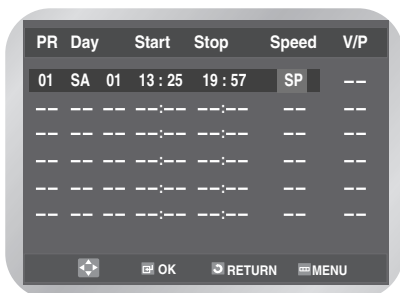 PR Day Start Stop Speed V/P
01 SA 01 13 : 25 19 : 57 SP – –
– – – – – – – –:– – – –:– – – – – –
– – – – – – – –:– – – –:– – – – – –
– – – – – – – –:– – – –:– – – – – –
– – – – – – – –:– – – –:– – – – – –
– – – – – – – –:– – – –:– – – – – –
OK RETURN MENU